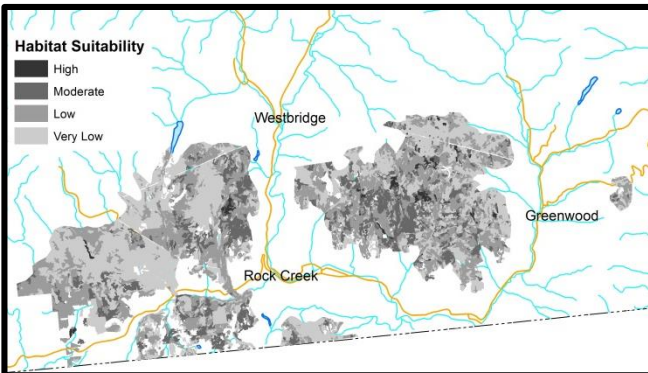 Habitat Suitability
High
Moderate
Low
Very Low
Westbridge
Greenwood
Rock Creek